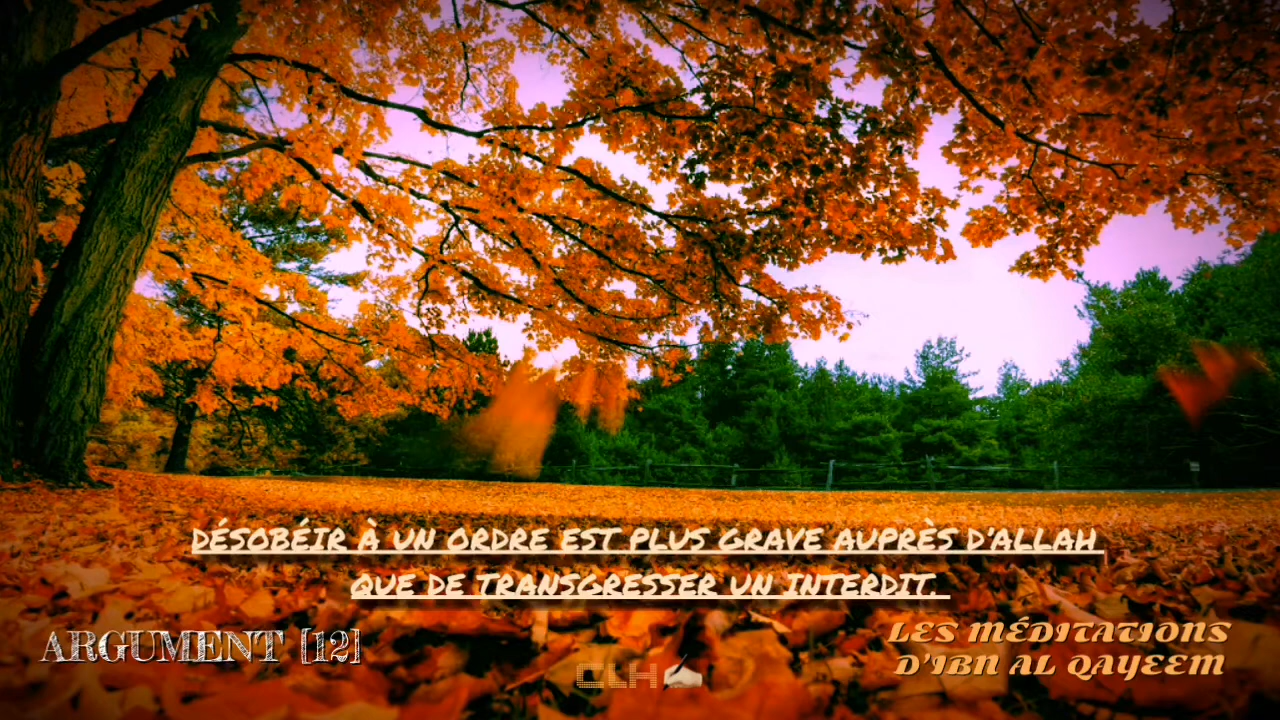 DÉSOBÉIR À UN ORDRE EST PLUS GRAVE AUPRÈS D'ALLAH
QUE DE TRANSGRESSER UN INTERDIT.
ARGUMENT [12]
LES MÉDITATIONS
D'IBN AL QAYEEM
CLH